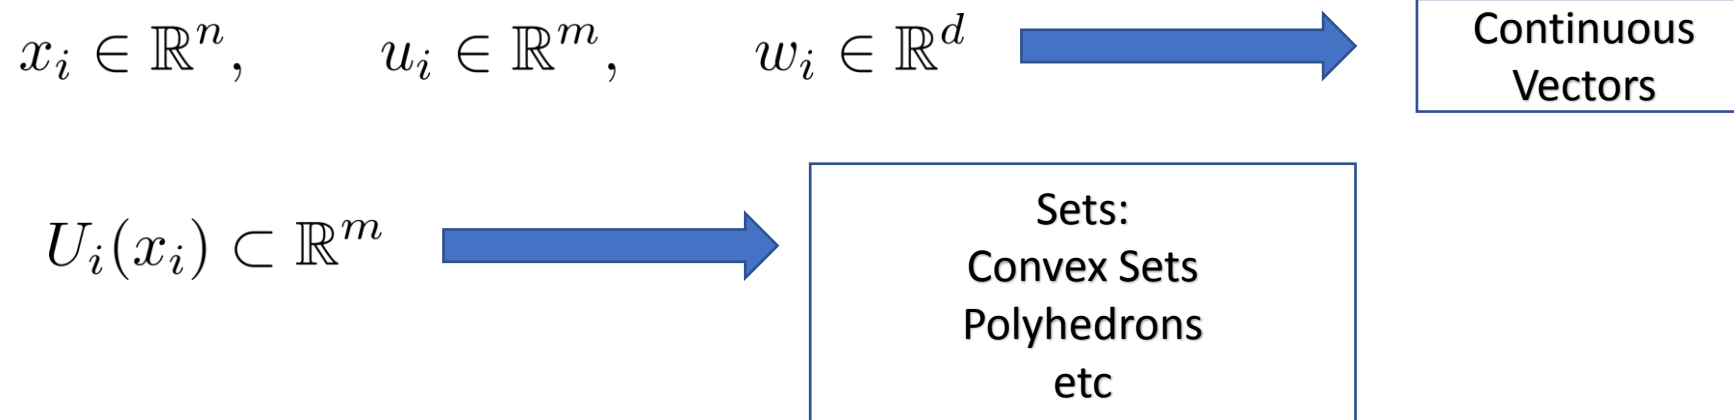 x_i ∈ ℝ^n, u_i ∈ ℝ^m, w_i ∈ ℝ^d
Continuous
Vectors
U_i(x_i) ⊂ ℝ^m
Sets:
Convex Sets
Polyhedrons
etc